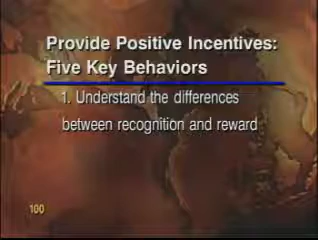 Provide Positive Incentives:
Five Key Behaviors
1. Understand the differences
between recognition and reward
100